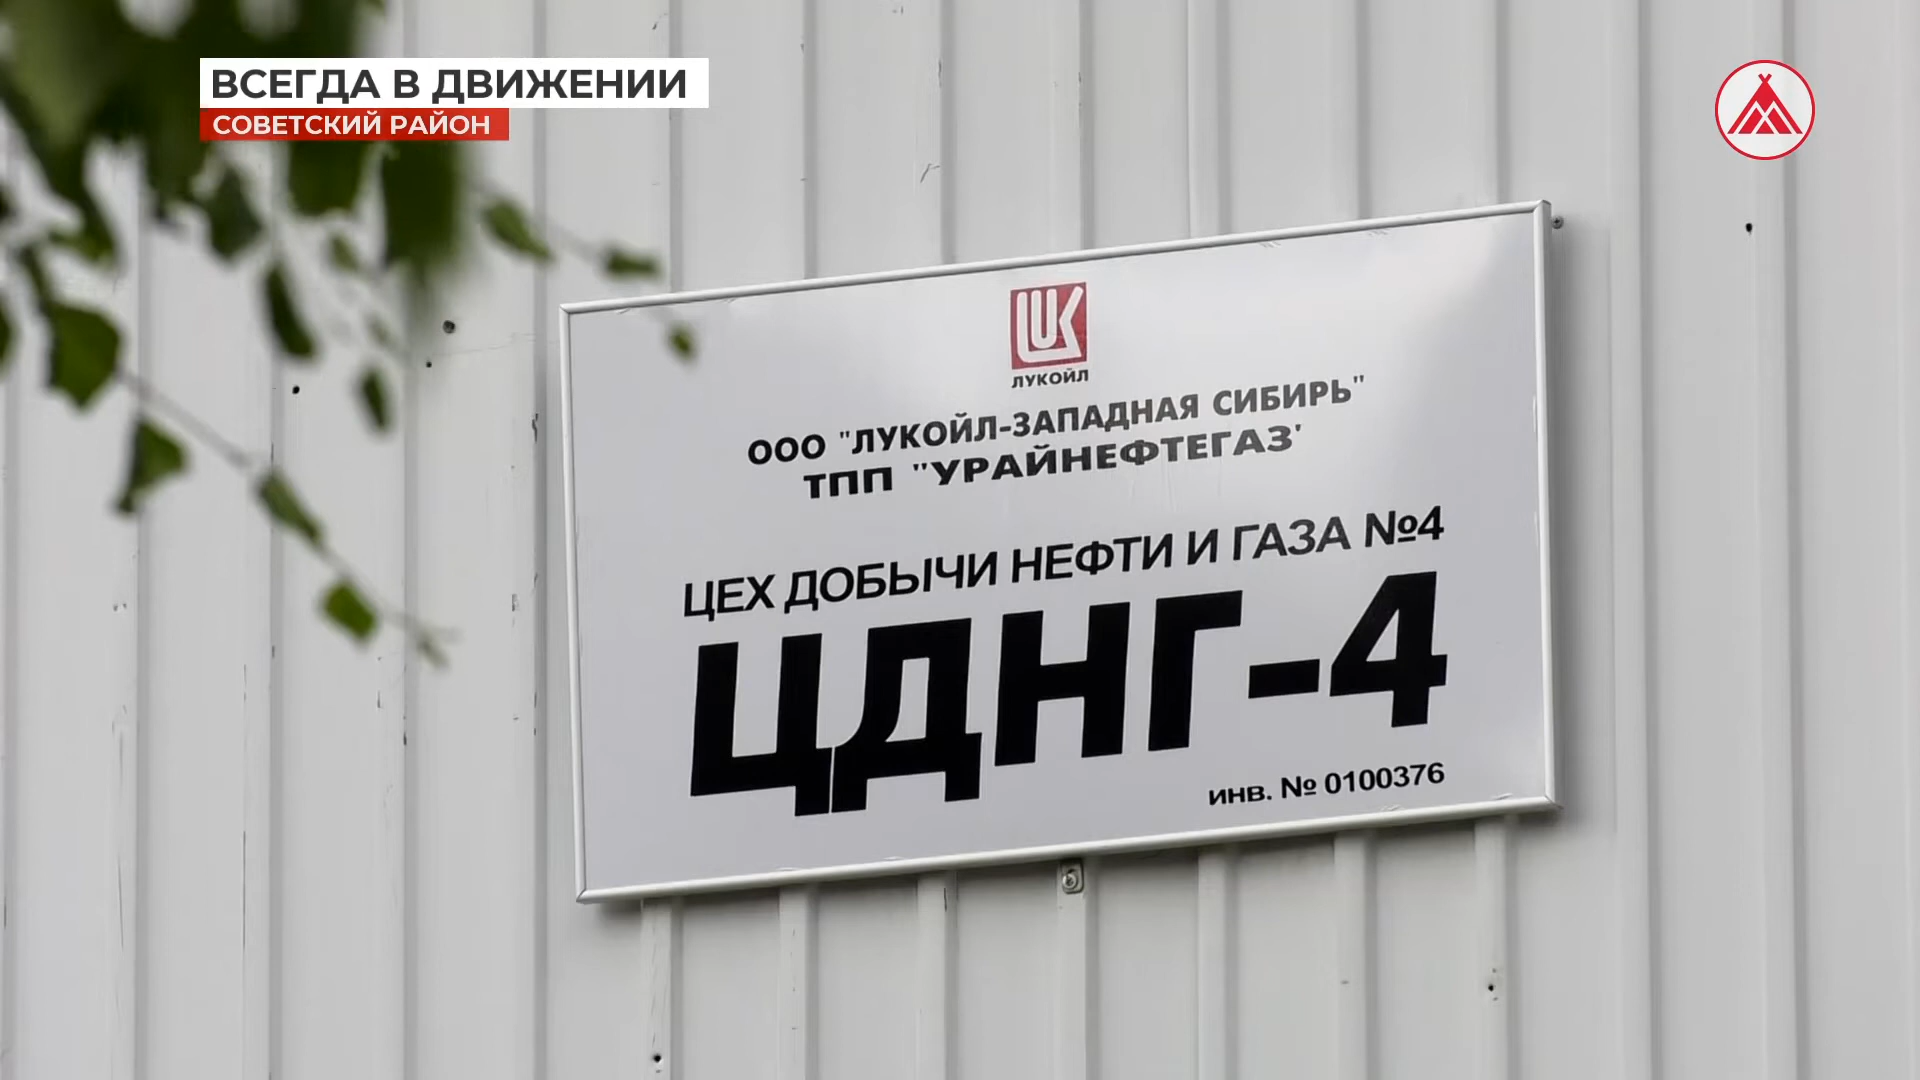 ВСЕГДА В ДВИЖЕНИИ
СОВЕТСКИЙ РАЙОН
ЛУКОЙЛ
ООО "ЛУКОЙЛ-ЗАПАДНАЯ СИБИРЬ"
ТПП "УРАЙНЕФТЕГАЗ'
ЦЕХ ДОБЫЧИ НЕФТИ И ГАЗА №4
ЦДНГ-4
инв. № 0100376